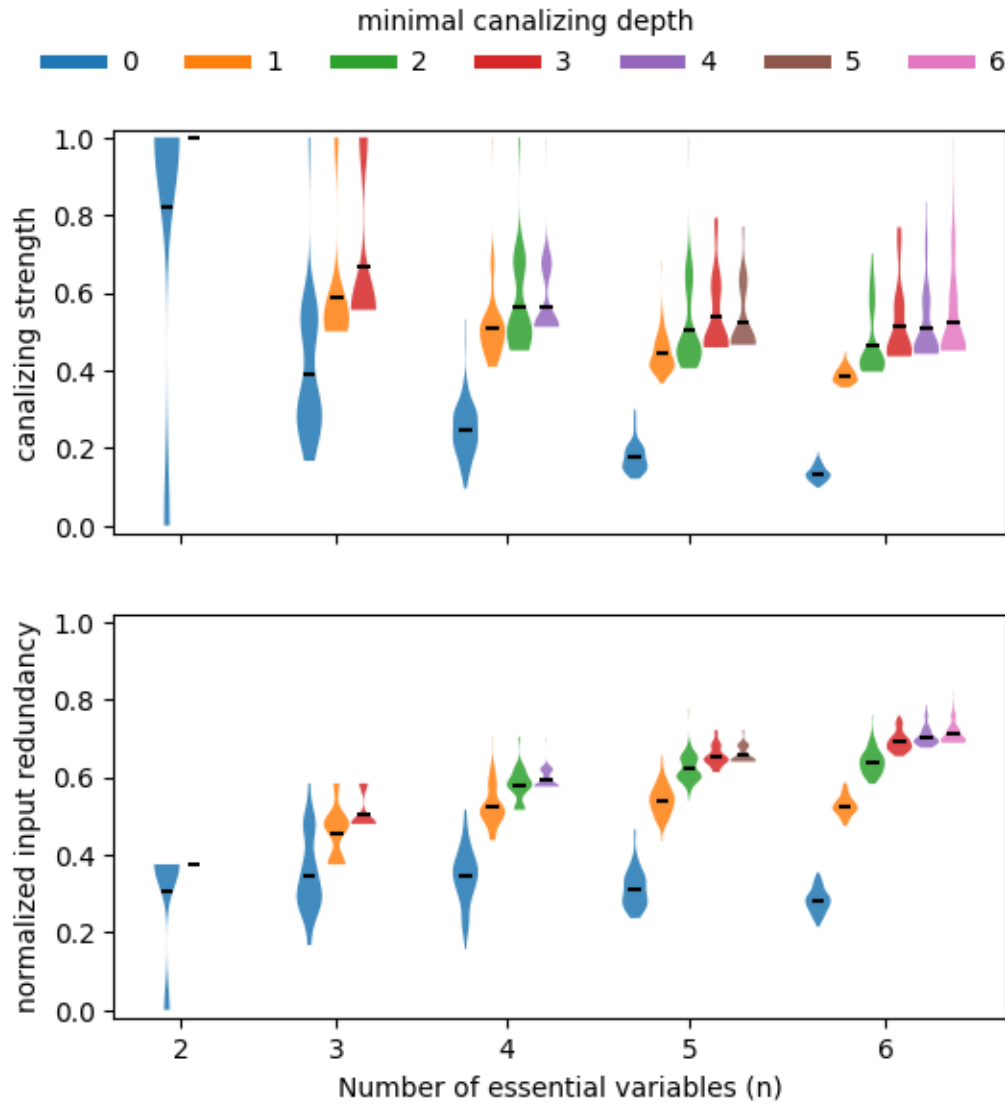 minimal canalizing depth
0 1 2 3 4 5 6
canalizing strength
1.0
0.8
0.6
0.4
0.2
0.0
normalized input redundancy
1.0
0.8
0.6
0.4
0.2
0.0
2 3 4 5 6
Number of essential variables (n)